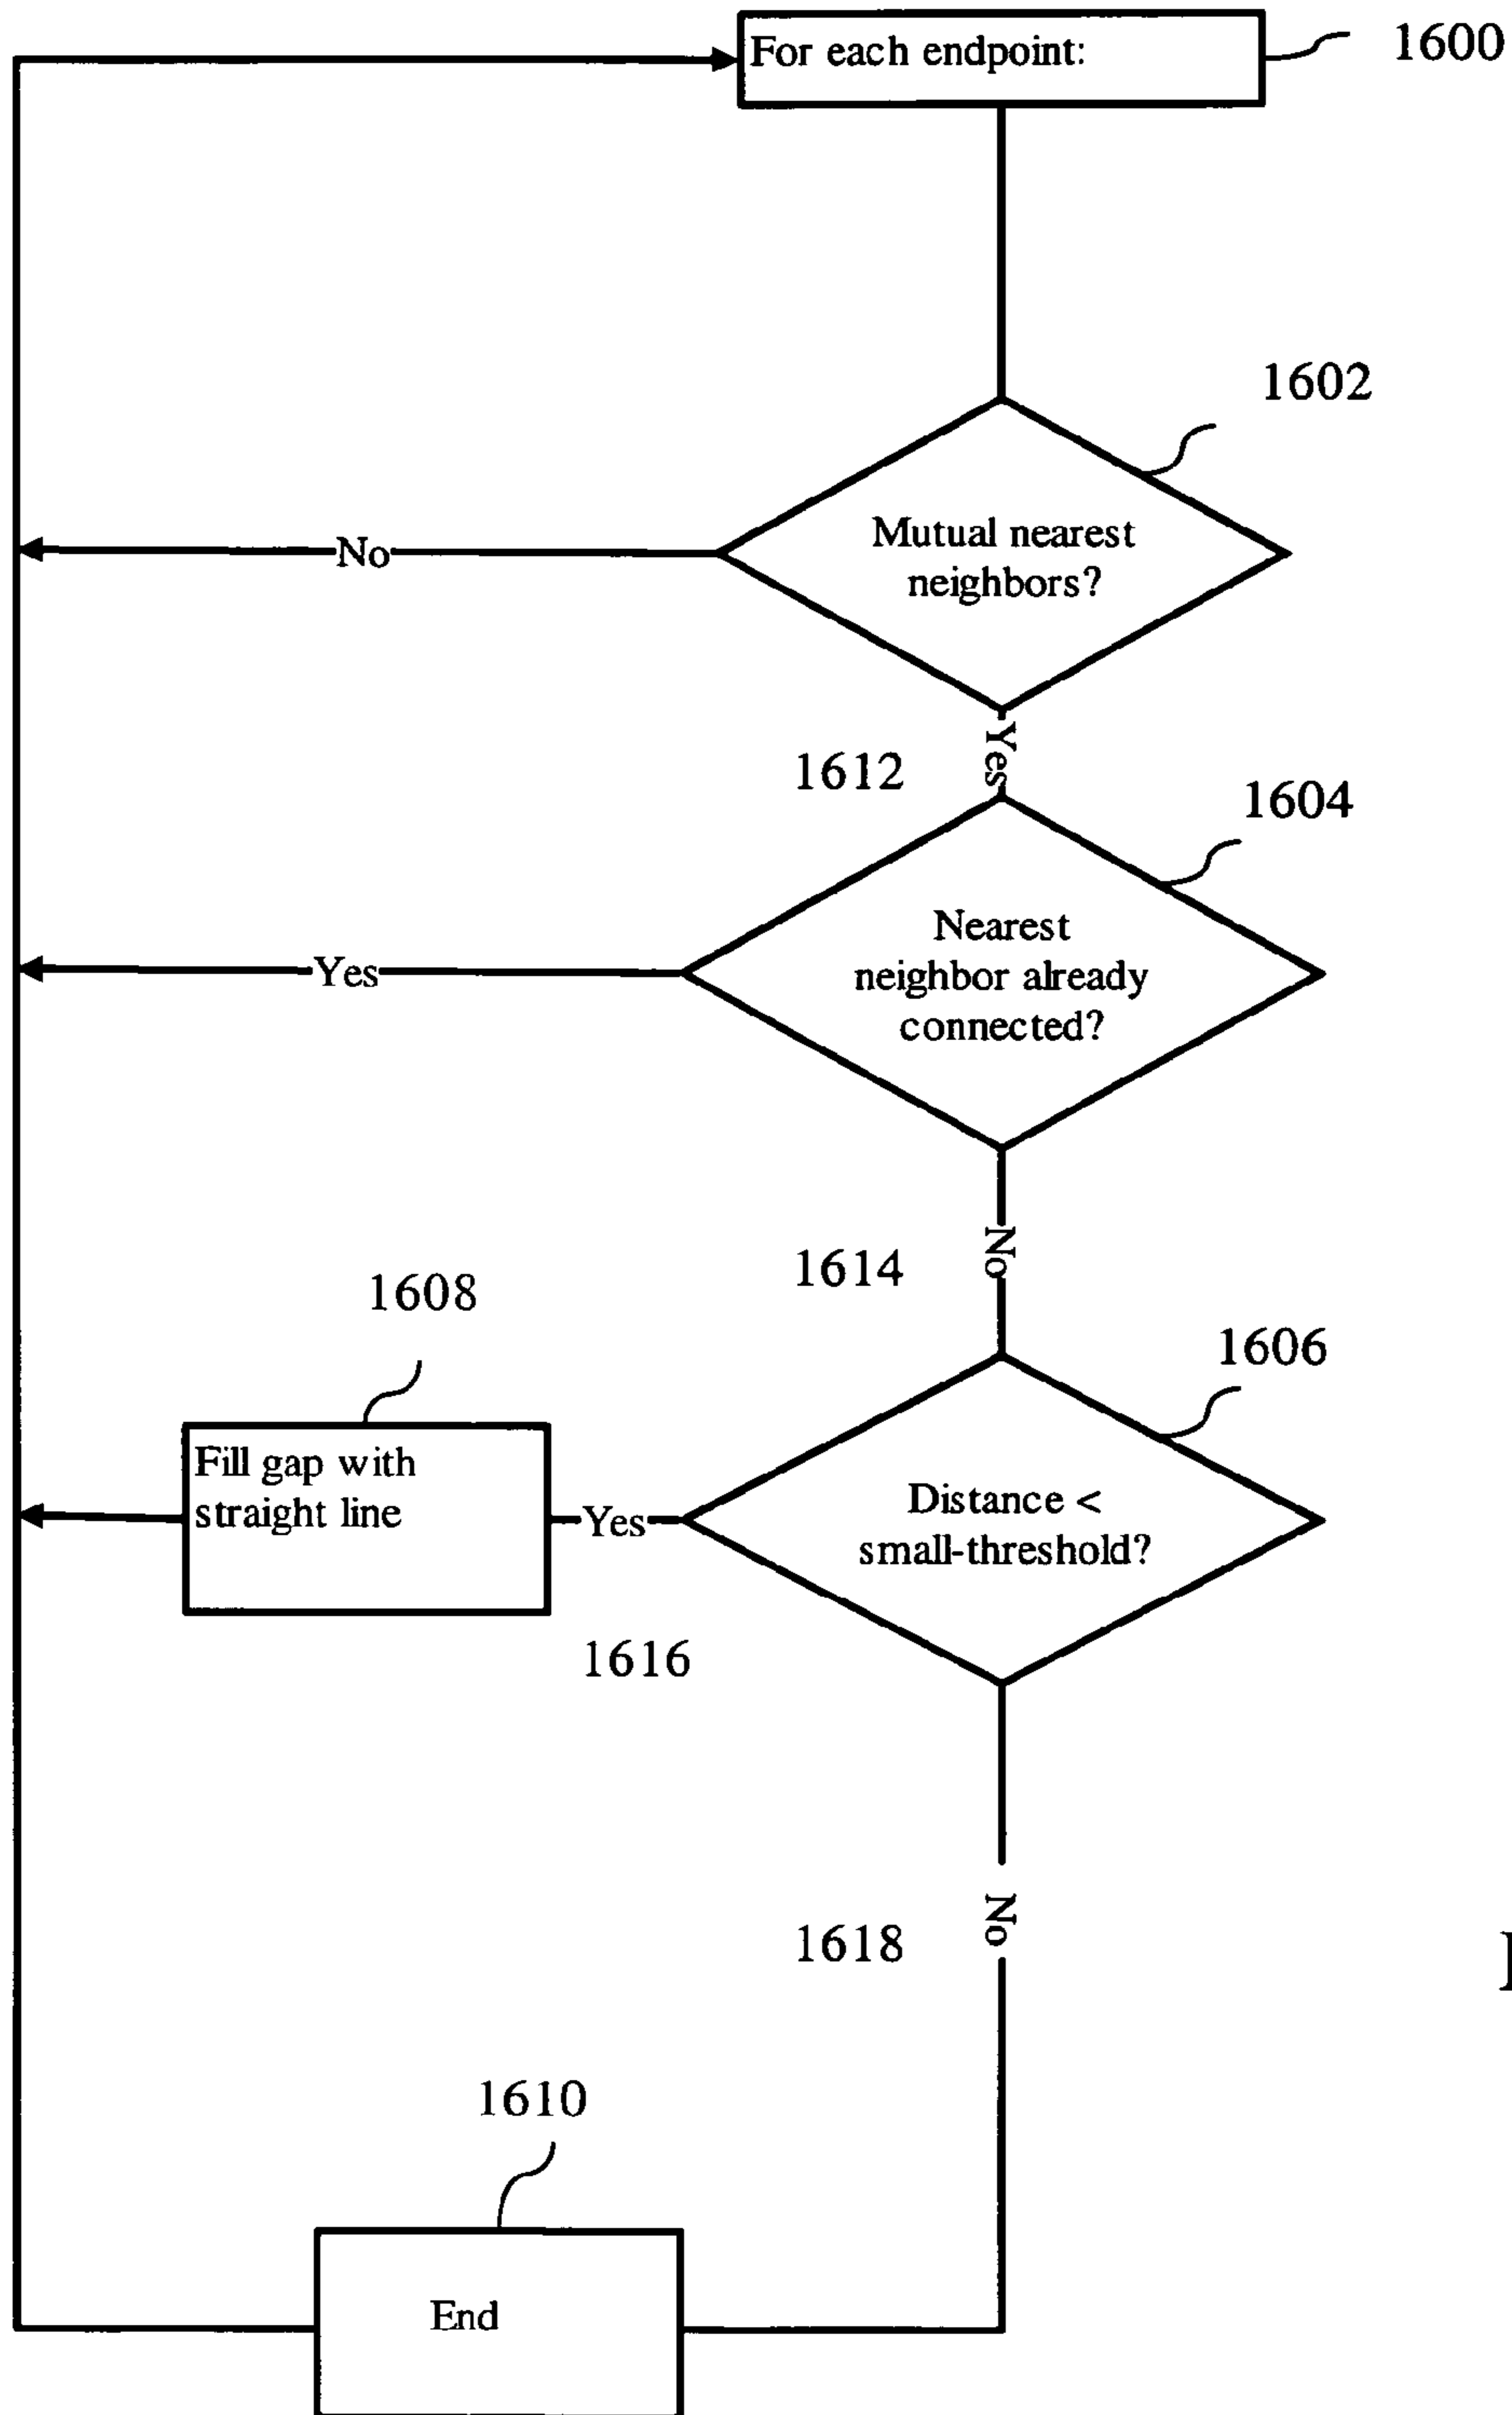 For each endpoint:
1600
1602
Mutual nearest
neighbors?
No
Yes
1612
1604
Nearest
neighbor already
connected?
Yes
No
1614
1608
1606
Fill gap with
straight line
Yes
Distance <
small-threshold?
1616
No
1618
1610
End